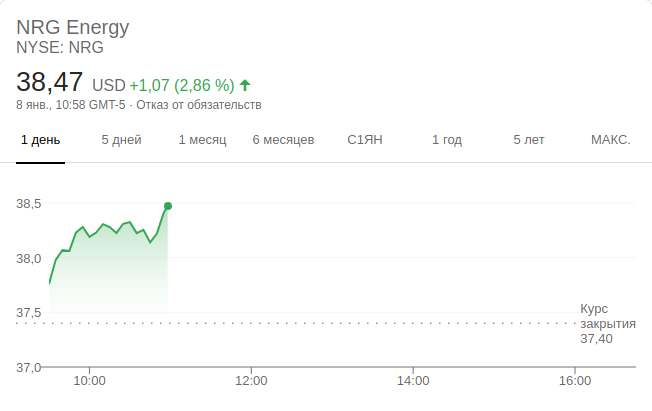 NRG Energy
NYSE: NRG
38,47 USD +1,07 (2,86 %)
8 янв., 10:58 GMT-5 · Отказ от обязательств
1 день 5 дней 1 месяц 6 месяцев С1ЯН 1 год 5 лет МАКС.
38,5
38,0
37,5
Курс
закрытия
37,40
37,0
10:00 12:00 14:00 16:00